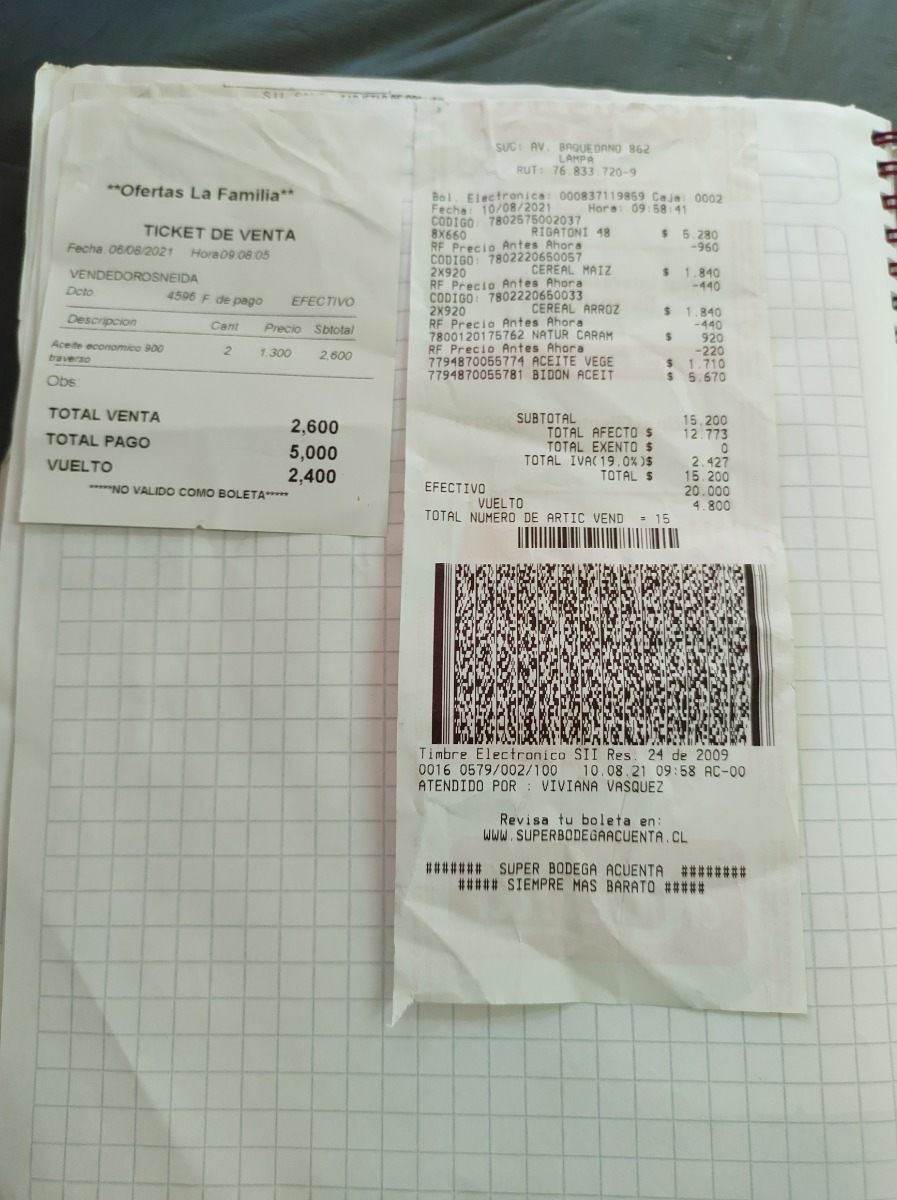 **Ofertas La Familia**
TICKET DE VENTA
Fecha: 06/08/2021 Hora09:08:05
VENDEDOROSNEIDA
Dcto. 4596 F. de pago EFECTIVO
Descripcion Cant Precio Sbtotal
Aceite economico 900 2 1,300 2,600
traverso
Obs:
TOTAL VENTA 2,600
TOTAL PAGO 5,000
VUELTO 2,400
*****NO VALIDO COMO BOLETA*****
SUC: AV. BAQUEDANO 862
LAMPA
RUT: 76.833.720-9
Bol. Electronica: 000837119859 Caja: 0002
Fecha: 10/08/2021 Hora: 09:58:41
CODIGO: 7802575002037
8X660 RIGATONI 48 $ 5.280
RF Precio Antes Ahora -960
CODIGO: 7802220650057
2X920 CEREAL MAIZ $ 1.840
RF Precio Antes Ahora -440
CODIGO: 7802220650033
2X920 CEREAL ARROZ $ 1.840
RF Precio Antes Ahora -440
7800120175762 NATUR CARAM $ 920
RF Precio Antes Ahora -220
7794870055774 ACEITE VEGE $ 1.710
7794870055781 BIDON ACEIT $ 5.670
SUBTOTAL 15.200
TOTAL AFECTO $ 12.773
TOTAL EXENTO $ 0
TOTAL IVA(19.0%)$ 2.427
TOTAL $ 15.200
EFECTIVO 20.000
VUELTO 4.800
TOTAL NUMERO DE ARTIC VEND = 15
Timbre Electronico SII Res. 24 de 2009
0016 0579/002/100 10.08.21 09:58 AC-00
ATENDIDO POR : VIVIANA VASQUEZ
Revisa tu boleta en:
WWW.SUPERBODEGAACUENTA.CL
####### SUPER BODEGA ACUENTA ########
##### SIEMPRE MAS BARATO #####